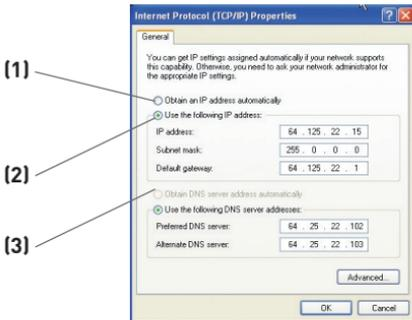 Internet Protocol (TCP/IP) Properties
General
You can get IP settings assigned automatically if your network supports
this capability. Otherwise, you need to ask your network administrator for
the appropriate IP settings.
(1)
Obtain an IP address automatically
Use the following IP address:
(2)
IP address: 64 . 125 . 22 . 15
Subnet mask: 255 . 0 . 0 . 0
Default gateway: 64 . 125 . 22 . 1
Obtain DNS server address automatically
Use the following DNS server addresses:
(3)
Preferred DNS server: 64 . 25 . 22 . 102
Alternate DNS server: 64 . 25 . 22 . 103
Advanced...
OK Cancel